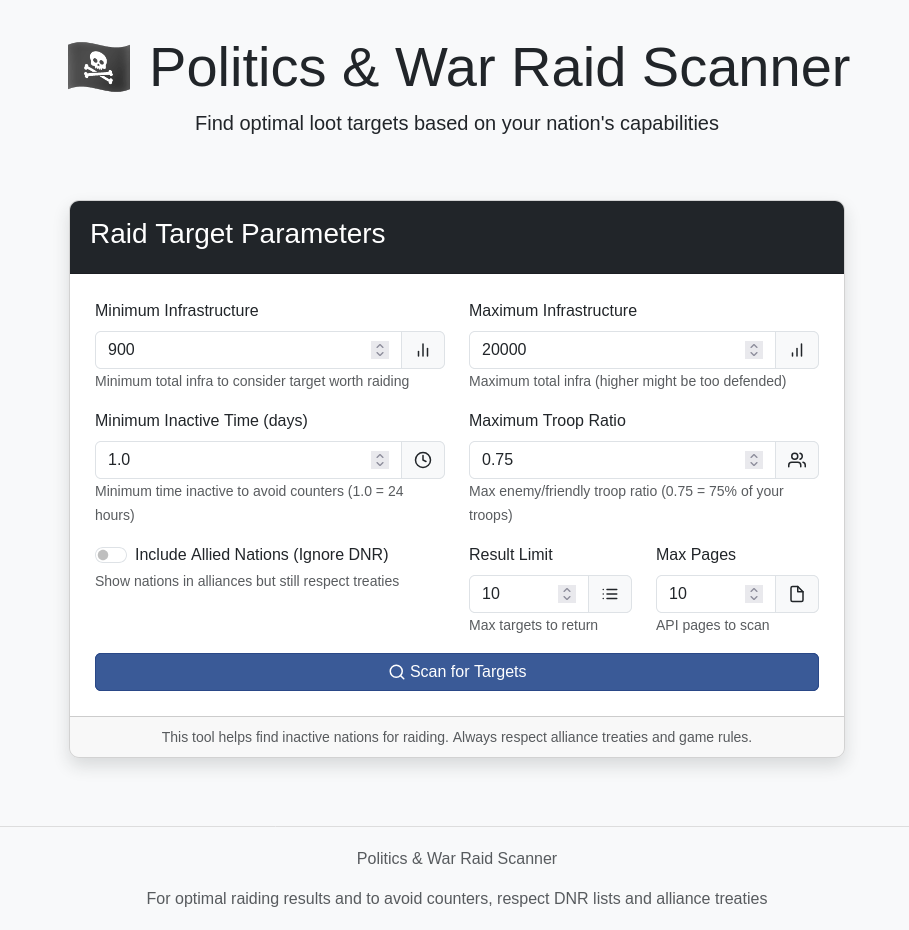 Politics & War Raid Scanner
Find optimal loot targets based on your nation's capabilities
Raid Target Parameters
Minimum Infrastructure
900
Minimum total infra to consider target worth raiding
Maximum Infrastructure
20000
Maximum total infra (higher might be too defended)
Minimum Inactive Time (days)
1.0
Minimum time inactive to avoid counters (1.0 = 24
hours)
Maximum Troop Ratio
0.75
Max enemy/friendly troop ratio (0.75 = 75% of your
troops)
Include Allied Nations (Ignore DNR)
Show nations in alliances but still respect treaties
Result Limit
10
Max targets to return
Max Pages
10
API pages to scan
Scan for Targets
This tool helps find inactive nations for raiding. Always respect alliance treaties and game rules.
Politics & War Raid Scanner
For optimal raiding results and to avoid counters, respect DNR lists and alliance treaties